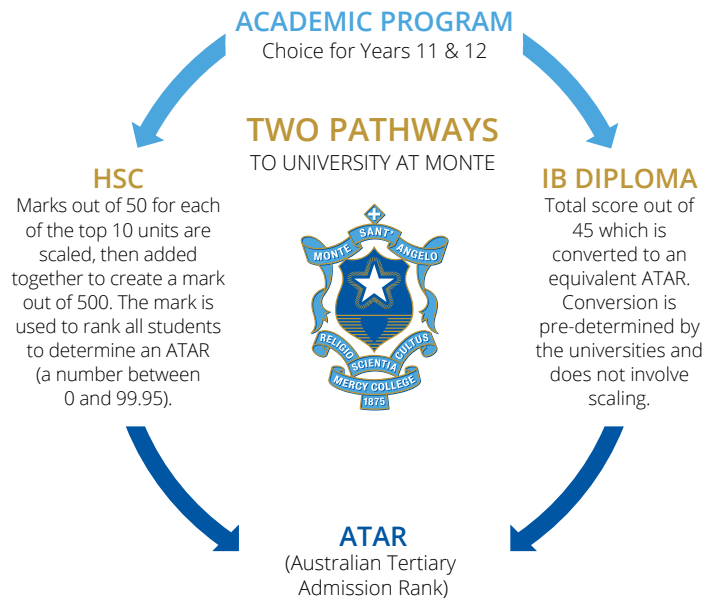 ACADEMIC PROGRAM
Choice for Years 11 & 12
TWO PATHWAYS
TO UNIVERSITY AT MONTE
HSC
Marks out of 50 for each
of the top 10 units are
scaled, then added
together to create a mark
out of 500. The mark is
used to rank all students
to determine an ATAR
(a number between
0 and 99.95).
MONTE SANT' ANGELO
RELIGIO SCIENTIA CULTUS
MERCY COLLEGE
1875
IB DIPLOMA
Total score out of
45 which is
converted to an
equivalent ATAR.
Conversion is
pre-determined by
the universities and
does not involve
scaling.
ATAR
(Australian Tertiary
Admission Rank)